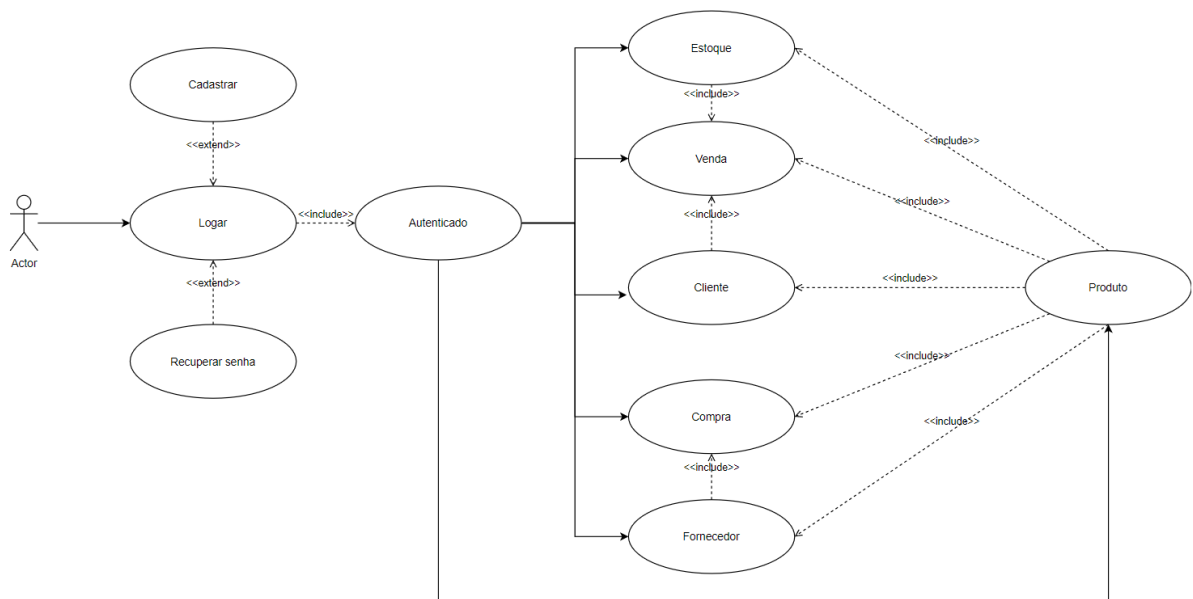 Estoque
Cadastrar
<<include>>
<<include>>
<<extend>>
Venda
<<include>>
<<include>>
Logar
Autenticado
<<include>>
Actor
<<extend>>
<<include>>
Cliente
Produto
<<include>>
Recuperar senha
Compra
<<include>>
<<include>>
Fornecedor